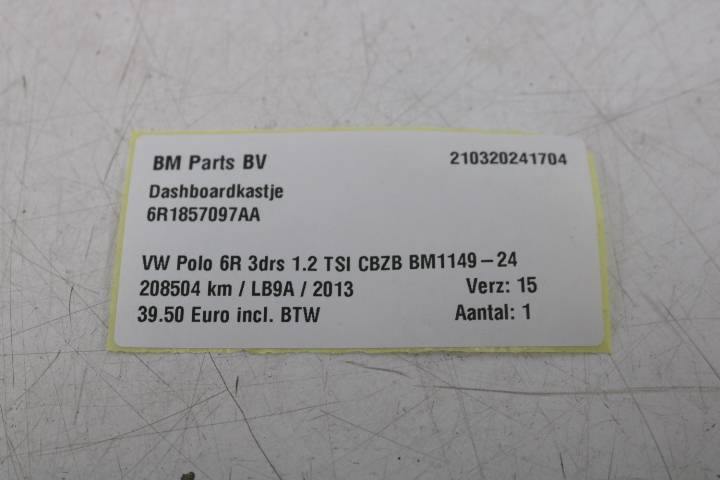 BM Parts BV 210320241704
Dashboardkastje
6R1857097AA
VW Polo 6R 3drs 1.2 TSI CBZB BM1149-24
208504 km / LB9A / 2013 Verz: 15
39.50 Euro incl. BTW Aantal: 1